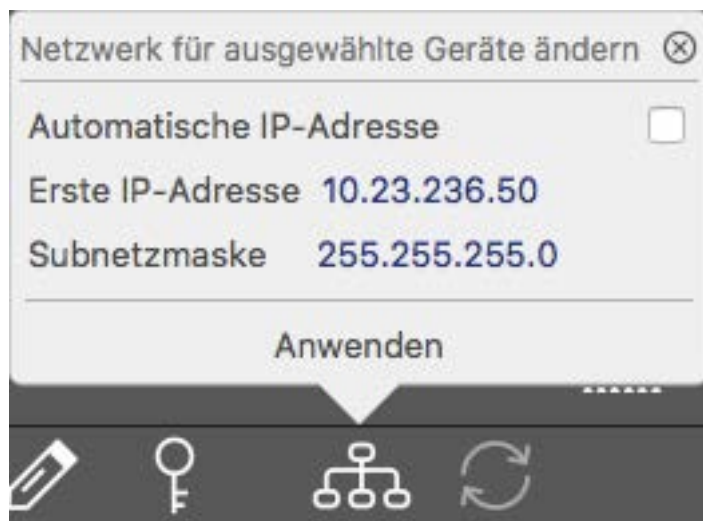 Netzwerk für ausgewählte Geräte ändern
Automatische IP-Adresse
Erste IP-Adresse 10.23.236.50
Subnetzmaske 255.255.255.0
Anwenden